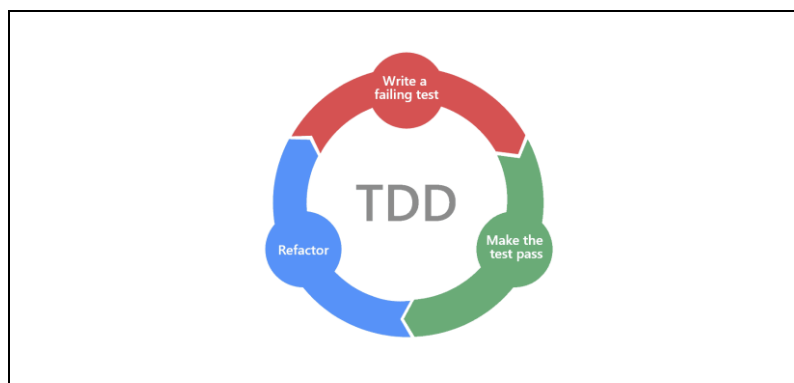 Write a
failing test
TDD
Refactor
Make the
test pass